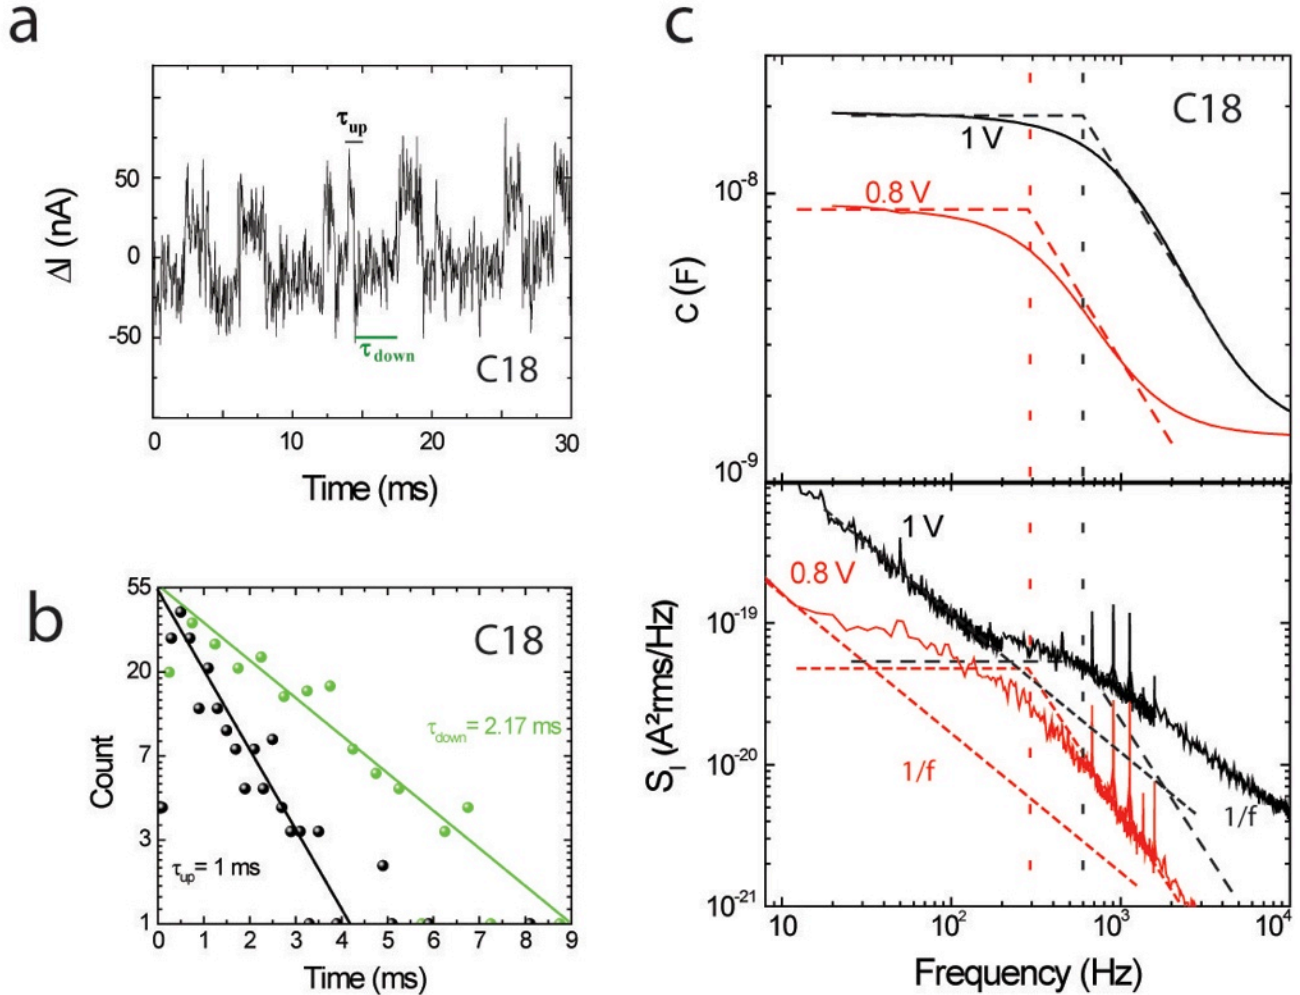 a
ΔI (nA)
50
0
-50
τup
τdown
C18
0
10
20
30
Time (ms)
b
Count
55
20
7
3
1
C18
τdown = 2.17 ms
τup = 1 ms
0 1 2 3 4 5 6 7 8 9
Time (ms)
c
C (F)
10-8
10-9
C18
1 V
0.8 V
SI (A²rms/Hz)
10-19
10-20
10-21
1 V
0.8 V
1/f
1/f
10 10² 10³ 10⁴
Frequency (Hz)